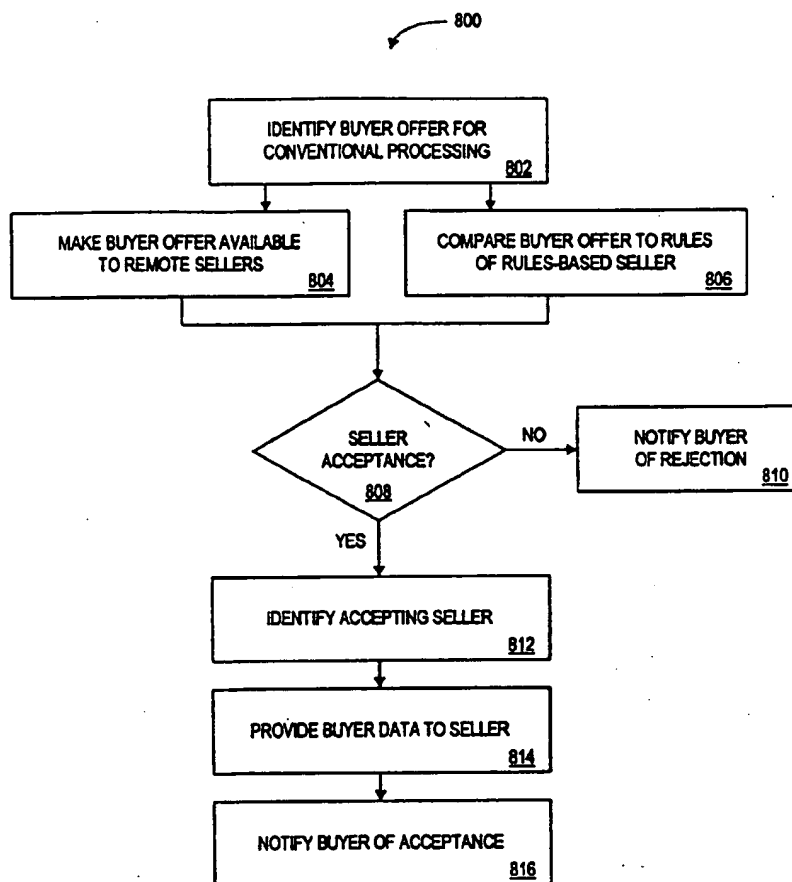 800
IDENTIFY BUYER OFFER FOR
CONVENTIONAL PROCESSING
802
MAKE BUYER OFFER AVAILABLE
TO REMOTE SELLERS
804
COMPARE BUYER OFFER TO RULES
OF RULES-BASED SELLER
806
SELLER
ACCEPTANCE?
808
NO
NOTIFY BUYER
OF REJECTION
810
YES
IDENTIFY ACCEPTING SELLER
812
PROVIDE BUYER DATA TO SELLER
814
NOTIFY BUYER OF ACCEPTANCE
816